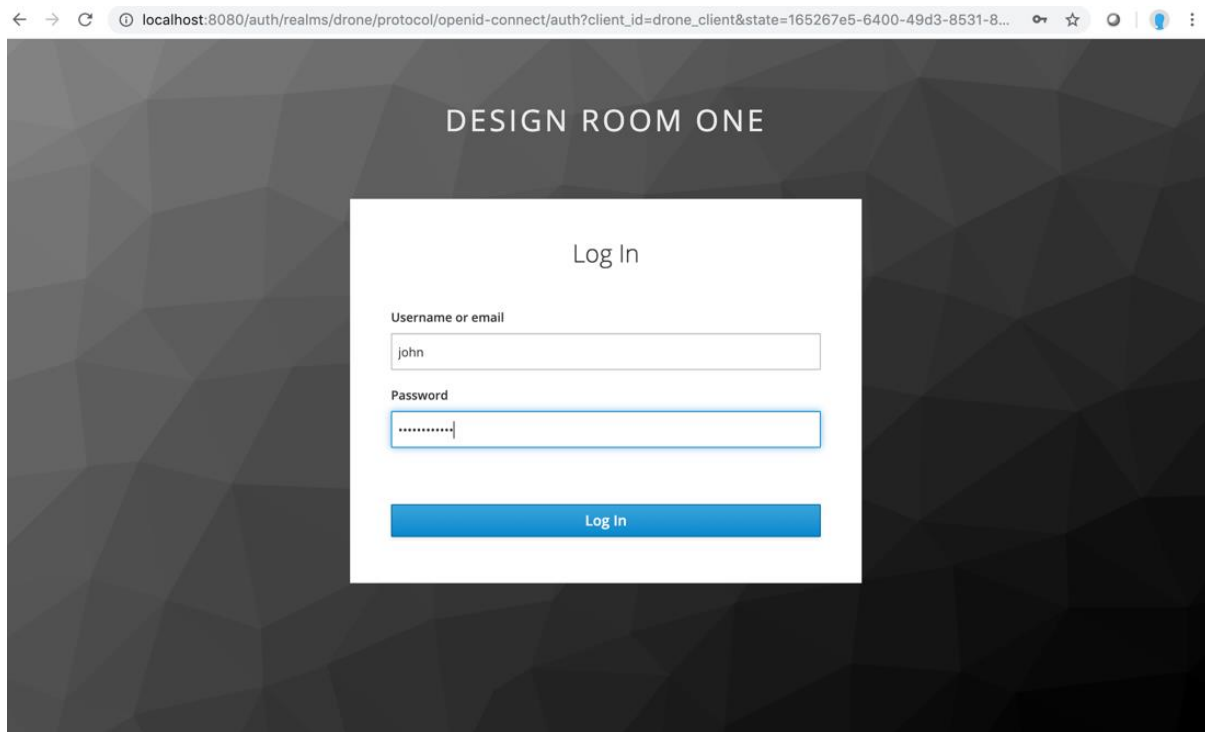 localhost:8080/auth/realms/drone/protocol/openid-connect/auth?client_id=drone_client&state=165267e5-6400-49d3-8531-8...
DESIGN ROOM ONE
Log In
Username or email
john
Password
••••••••••••
Log In